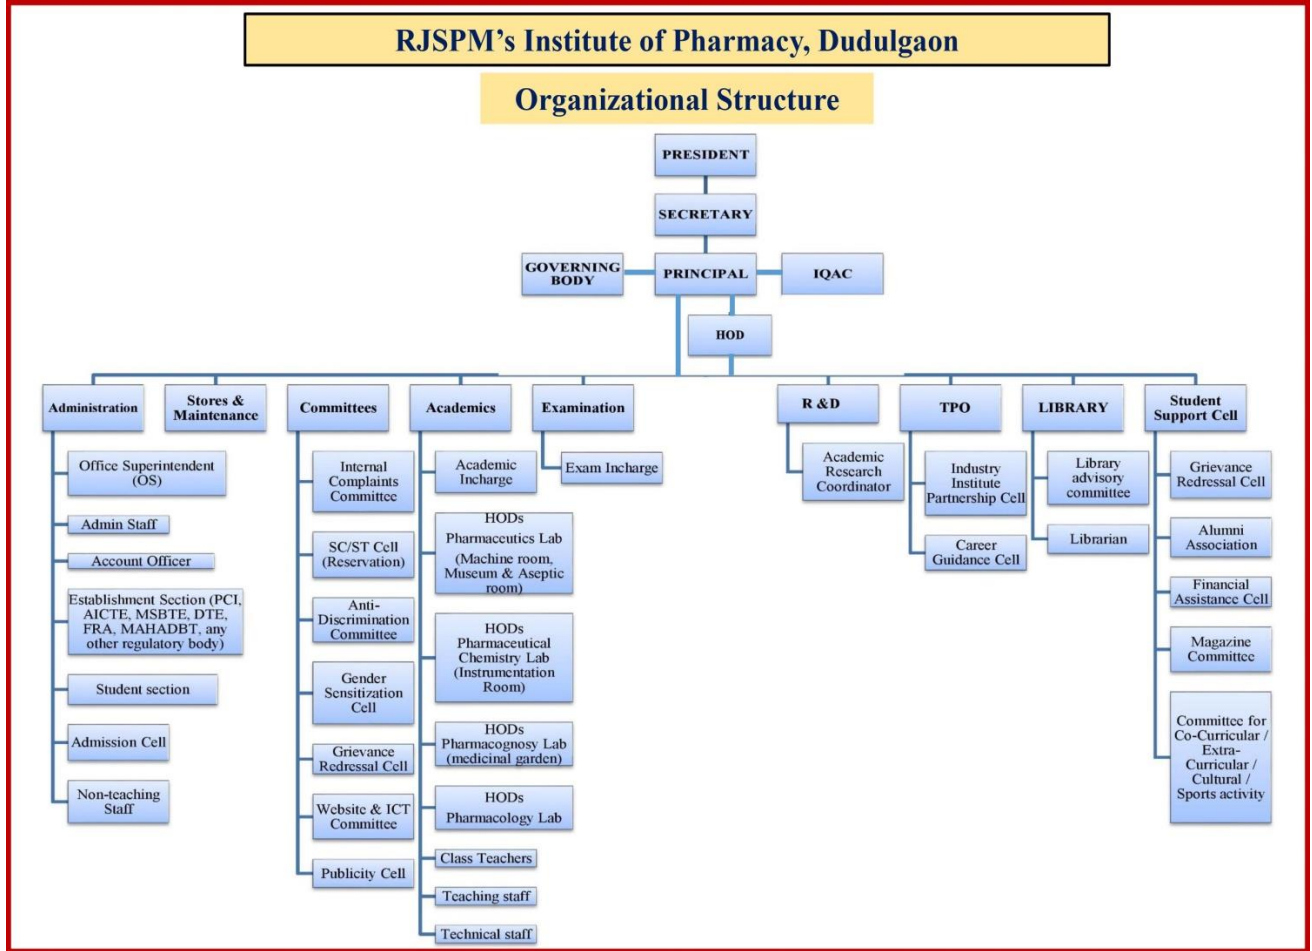 RJSPM's Institute of Pharmacy, Dudulgaon
Organizational Structure
PRESIDENT
SECRETARY
GOVERNING
BODY
PRINCIPAL
IQAC
HOD
Administration
Stores &
Maintenance
Committees
Academics
Examination
R &D
TPO
LIBRARY
Student
Support Cell
Office Superintendent
(OS)
Admin Staff
Account Officer
Establishment Section (PCI,
AICTE, MSBTE, DTE,
FRA, MAHADBT, any
other regulatory body)
Student section
Admission Cell
Non-teaching
Staff
Internal
Complaints
Committee
SC/ST Cell
(Reservation)
Anti-
Discrimination
Committee
Gender
Sensitization
Cell
Grievance
Redressal Cell
Website & ICT
Committee
Publicity Cell
Academic
Incharge
HODs
Pharmaceutics Lab
(Machine room,
Museum & Aseptic
room)
HODs
Pharmaceutical
Chemistry Lab
(Instrumentation
Room)
HODs
Pharmacognosy Lab
(medicinal garden)
HODs
Pharmacology Lab
Class Teachers
Teaching staff
Technical staff
Exam Incharge
Academic
Research
Coordinator
Industry
Institute
Partnership Cell
Career
Guidance Cell
Library
advisory
committee
Librarian
Grievance
Redressal Cell
Alumni
Association
Financial
Assistance Cell
Magazine
Committee
Committee for
Co-Curricular /
Extra-
Curricular /
Cultural /
Sports activity